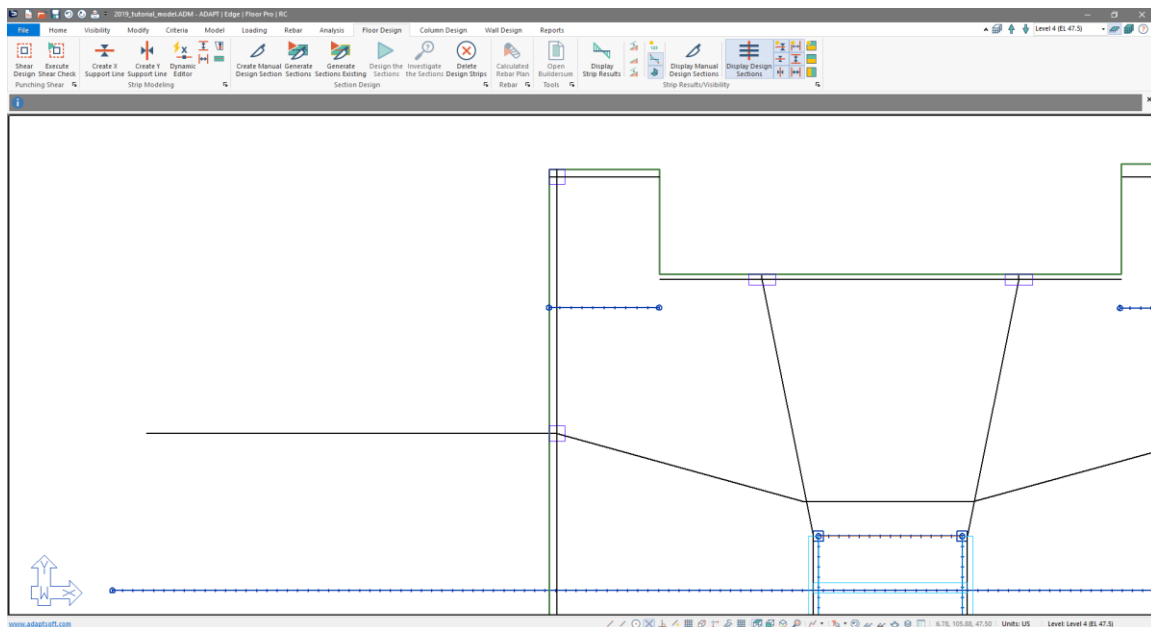 2019_tutorial_model.ADM - ADAPT | Edge | Floor Pro | RC
File Home Visibility Modify Criteria Model Loading Rebar Analysis Floor Design Column Design Wall Design Reports
Level 4 (EL 47.5)
Shear Design
Execute Shear Check
Create X Support Line
Create Y Support Line
Dynamic Editor
Create Manual Design Section
Generate Sections
Generate Sections Existing
Design the Sections
Investigate the Sections
Delete Design Strips
Calculated Rebar Plan
Open Buildersum
Display Strip Results
Display Manual Design Sections
Display Design Sections
Punching Shear
Strip Modeling
Section Design
Rebar
Tools
Strip Results/Visibility
Y
W X
www.adaptsoft.com
6.78, 105.88, 47.50 Units: US Level: Level 4 (EL 47.5)